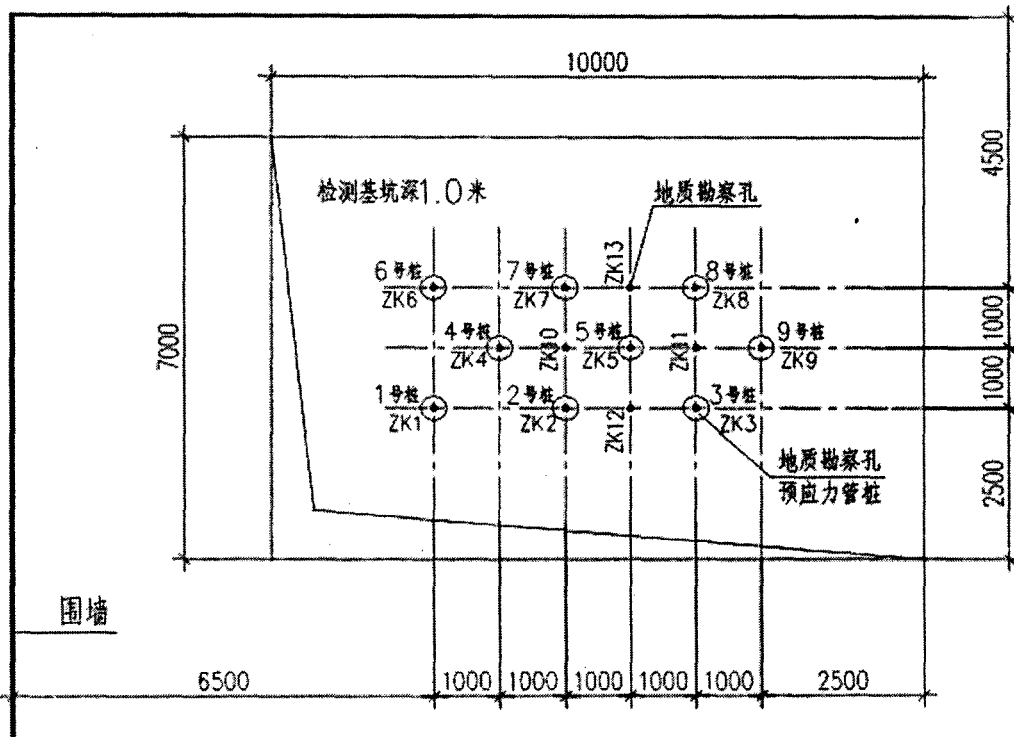 10000
4500
检测基坑深1.0米
地质勘察孔
ZK13
6号桩
ZK6
7号桩
ZK7
8号桩
ZK8
7000
1000
4号桩
ZK4
ZK10
5号桩
ZK5
ZK11
9号桩
ZK9
1000
1号桩
ZK1
2号桩
ZK2
ZK12
3号桩
ZK3
地质勘察孔
预应力管桩
2500
围墙
6500
1000
1000
1000
1000
1000
2500